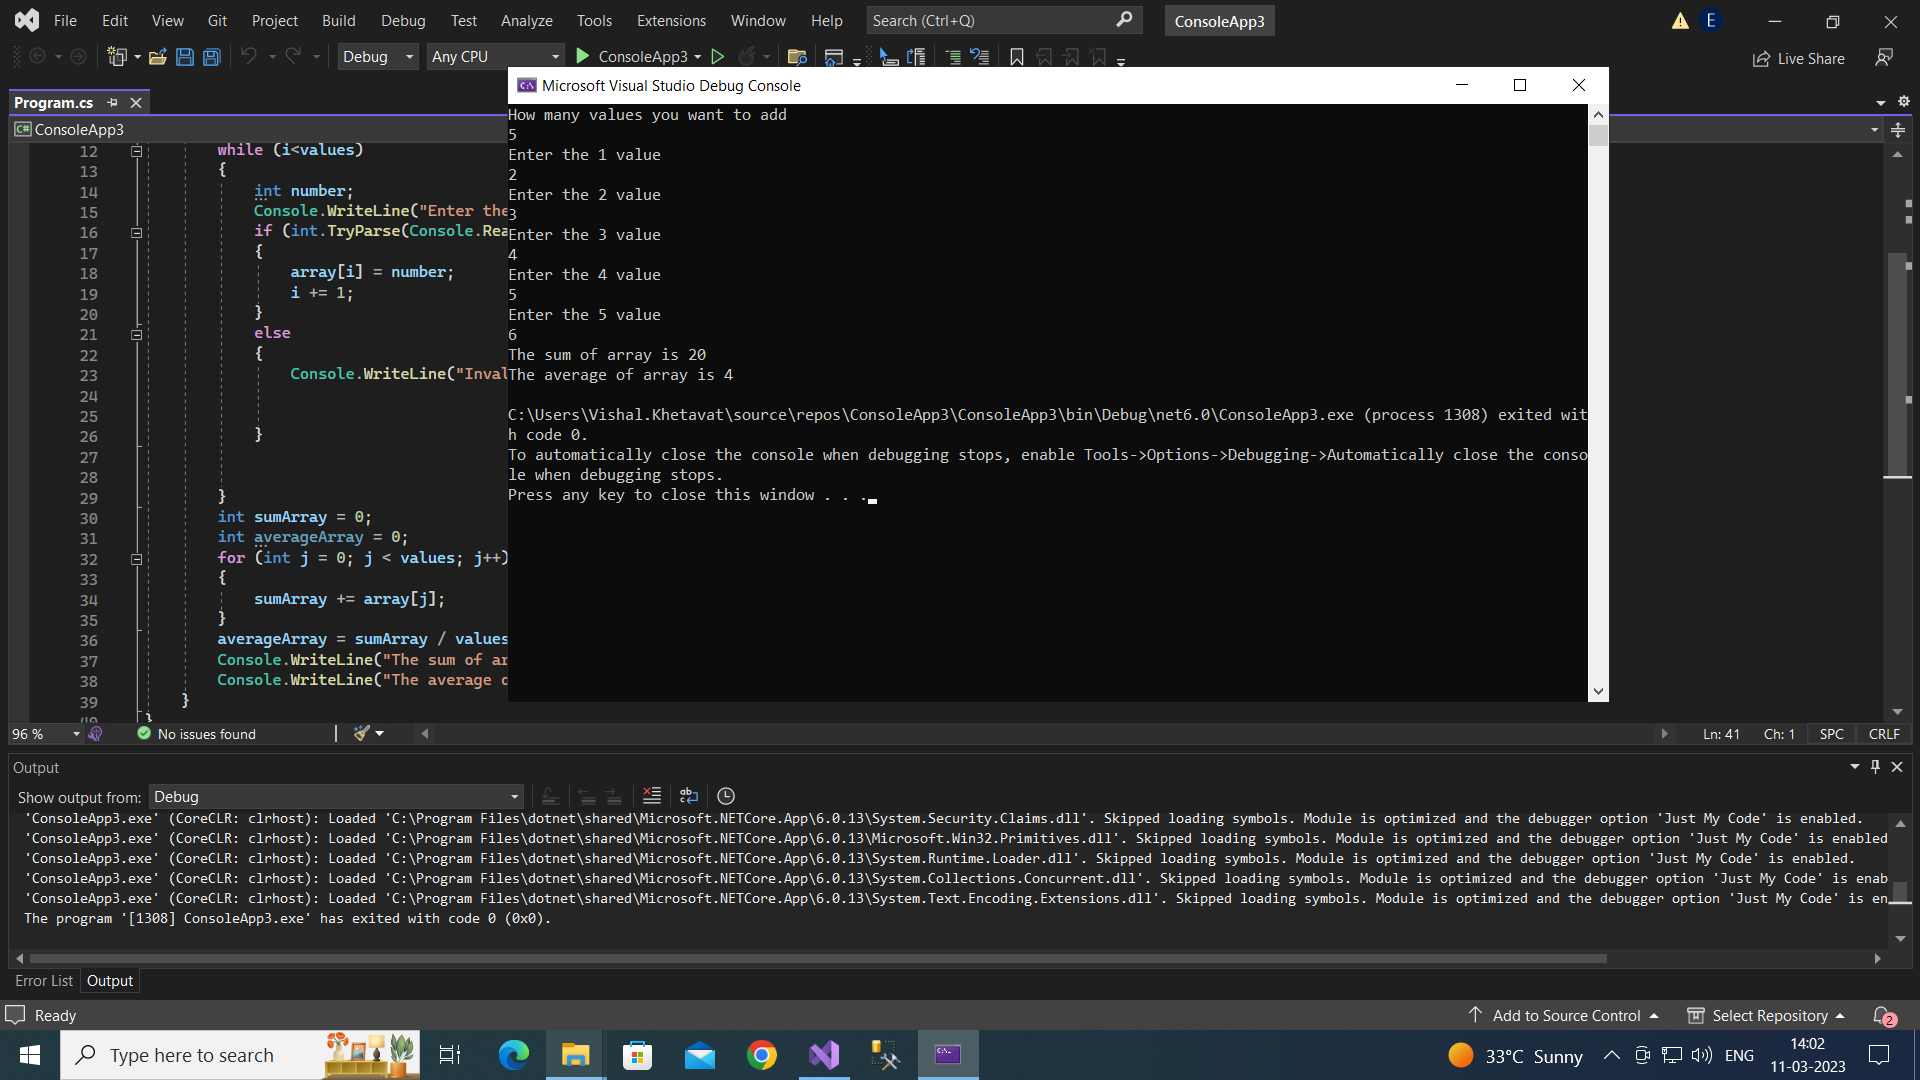 File Edit View Git Project Build Debug Test Analyze Tools Extensions Window Help Search (Ctrl+Q) ConsoleApp3 E
Debug Any CPU ConsoleApp3 Live Share
Program.cs
C# ConsoleApp3
12 while (i<values)
13 {
14 int number;
15 Console.WriteLine("Enter the
16 if (int.TryParse(Console.Rea
17 {
18 array[i] = number;
19 i += 1;
20 }
21 else
22 {
23 Console.WriteLine("Inval
24
25
26 }
27
28
29 }
30 int sumArray = 0;
31 int averageArray = 0;
32 for (int j = 0; j < values; j++)
33 {
34 sumArray += array[j];
35 }
36 averageArray = sumArray / values
37 Console.WriteLine("The sum of ar
38 Console.WriteLine("The average o
39 }
40 }
Microsoft Visual Studio Debug Console
How many values you want to add
5
Enter the 1 value
2
Enter the 2 value
3
Enter the 3 value
4
Enter the 4 value
5
Enter the 5 value
6
The sum of array is 20
The average of array is 4
C:\Users\Vishal.Khetavat\source\repos\ConsoleApp3\ConsoleApp3\bin\Debug\net6.0\ConsoleApp3.exe (process 1308) exited wit
h code 0.
To automatically close the console when debugging stops, enable Tools->Options->Debugging->Automatically close the conso
le when debugging stops.
Press any key to close this window . . .
96 % No issues found Ln: 41 Ch: 1 SPC CRLF
Output
Show output from: Debug
'ConsoleApp3.exe' (CoreCLR: clrhost): Loaded 'C:\Program Files\dotnet\shared\Microsoft.NETCore.App\6.0.13\System.Security.Claims.dll'. Skipped loading symbols. Module is optimized and the debugger option 'Just My Code' is enabled.
'ConsoleApp3.exe' (CoreCLR: clrhost): Loaded 'C:\Program Files\dotnet\shared\Microsoft.NETCore.App\6.0.13\Microsoft.Win32.Primitives.dll'. Skipped loading symbols. Module is optimized and the debugger option 'Just My Code' is enabled
'ConsoleApp3.exe' (CoreCLR: clrhost): Loaded 'C:\Program Files\dotnet\shared\Microsoft.NETCore.App\6.0.13\System.Runtime.Loader.dll'. Skipped loading symbols. Module is optimized and the debugger option 'Just My Code' is enabled.
'ConsoleApp3.exe' (CoreCLR: clrhost): Loaded 'C:\Program Files\dotnet\shared\Microsoft.NETCore.App\6.0.13\System.Collections.Concurrent.dll'. Skipped loading symbols. Module is optimized and the debugger option 'Just My Code' is enab
'ConsoleApp3.exe' (CoreCLR: clrhost): Loaded 'C:\Program Files\dotnet\shared\Microsoft.NETCore.App\6.0.13\System.Text.Encoding.Extensions.dll'. Skipped loading symbols. Module is optimized and the debugger option 'Just My Code' is en
The program '[1308] ConsoleApp3.exe' has exited with code 0 (0x0).
Error List Output
Ready Add to Source Control Select Repository 2
Type here to search 33°C Sunny ENG 14:02
11-03-2023